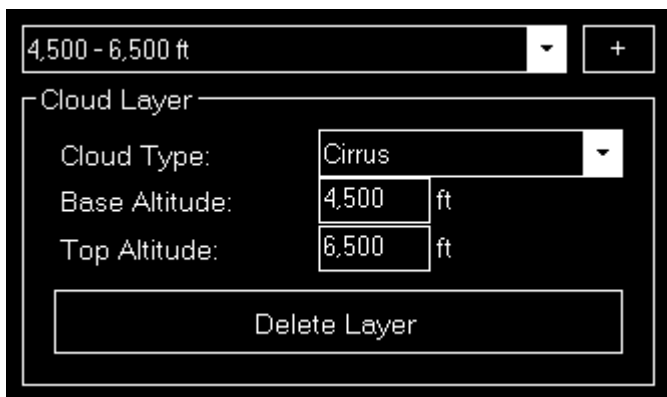 4,500 - 6,500 ft +
Cloud Layer
Cloud Type: Cirrus
Base Altitude: 4,500 ft
Top Altitude: 6,500 ft
Delete Layer